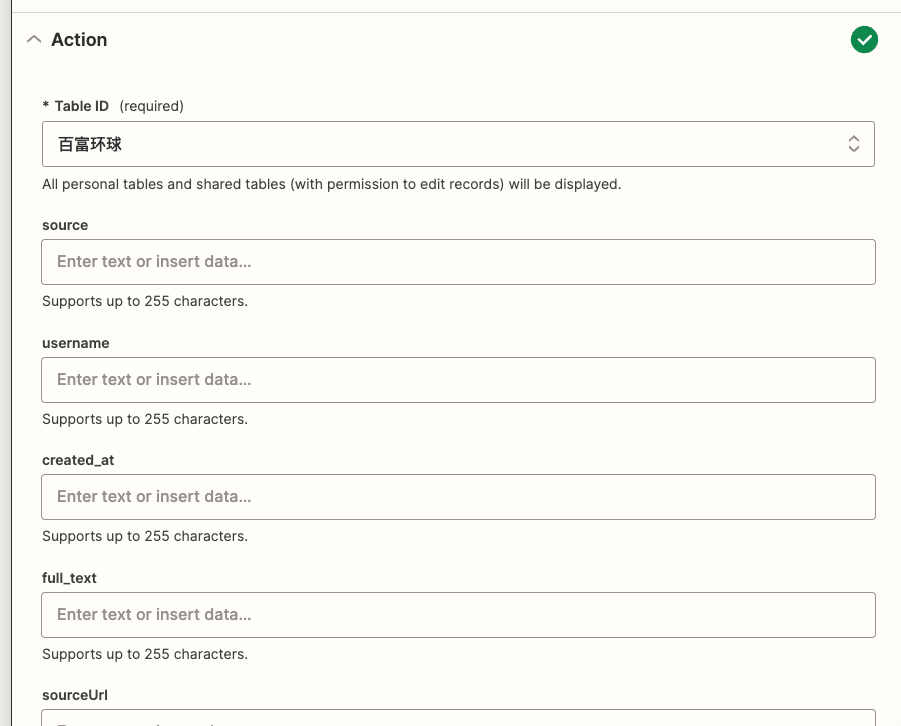 Action
* Table ID (required)
百富环球
All personal tables and shared tables (with permission to edit records) will be displayed.
source
Enter text or insert data...
Supports up to 255 characters.
username
Enter text or insert data...
Supports up to 255 characters.
created_at
Enter text or insert data...
Supports up to 255 characters.
full_text
Enter text or insert data...
Supports up to 255 characters.
sourceUrl